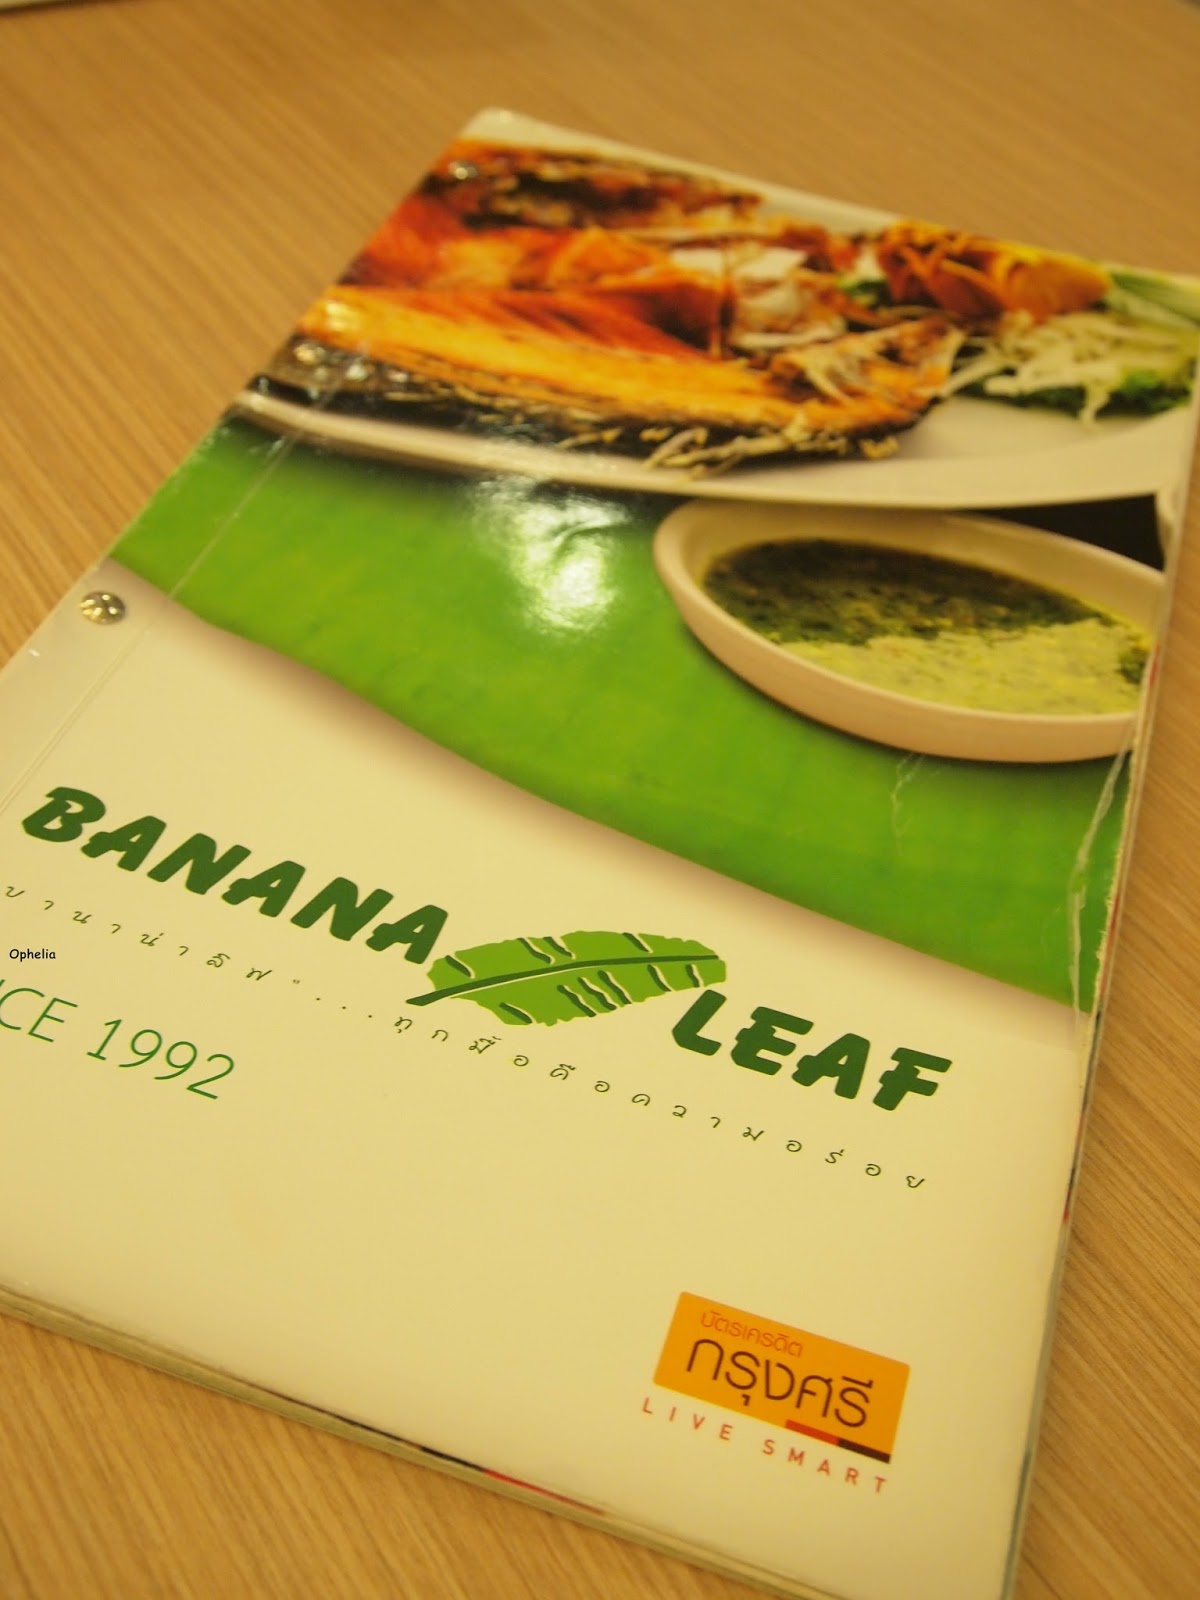 BANANA LEAF
บานาน่าลีฟ"...ทุกมื้อคือความอร่อย
Ophelia
1992
บัตรเครดิต
กรุงศรี
LIVE SMART